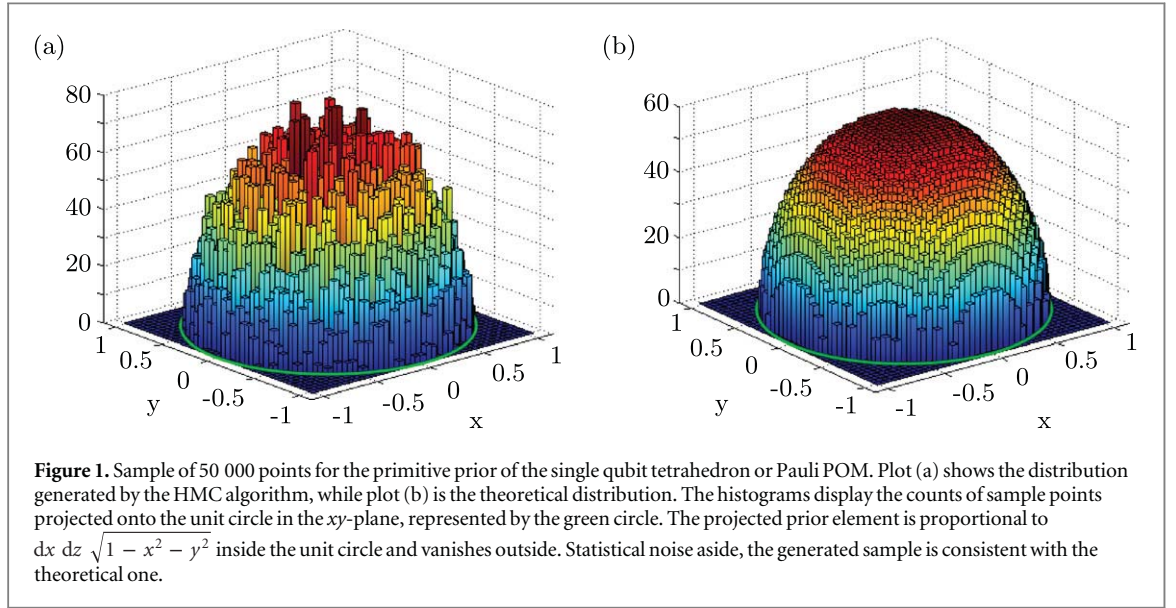 (a)
80
60
40
20
0
1
0.5
0
-0.5
-1
y
-1
-0.5
0
0.5
1
x
(b)
60
40
20
0
1
0.5
0
-0.5
-1
y
-1
-0.5
0
0.5
1
x
Figure 1. Sample of 50 000 points for the primitive prior of the single qubit tetrahedron or Pauli POM. Plot (a) shows the distribution
generated by the HMC algorithm, while plot (b) is the theoretical distribution. The histograms display the counts of sample points
projected onto the unit circle in the xy-plane, represented by the green circle. The projected prior element is proportional to
dx dz √(1 − x² − y²) inside the unit circle and vanishes outside. Statistical noise aside, the generated sample is consistent with the
theoretical one.